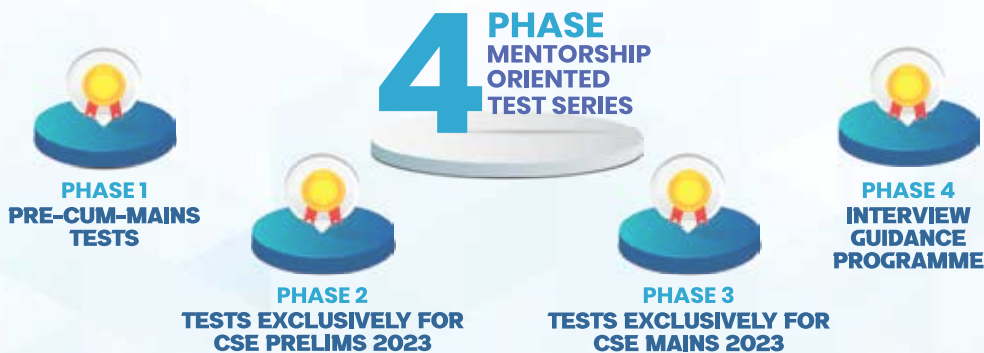 4
PHASE
MENTORSHIP
ORIENTED
TEST SERIES
PHASE 1
PRE-CUM-MAINS
TESTS
PHASE 2
TESTS EXCLUSIVELY FOR
CSE PRELIMS 2023
PHASE 3
TESTS EXCLUSIVELY FOR
CSE MAINS 2023
PHASE 4
INTERVIEW
GUIDANCE
PROGRAMME